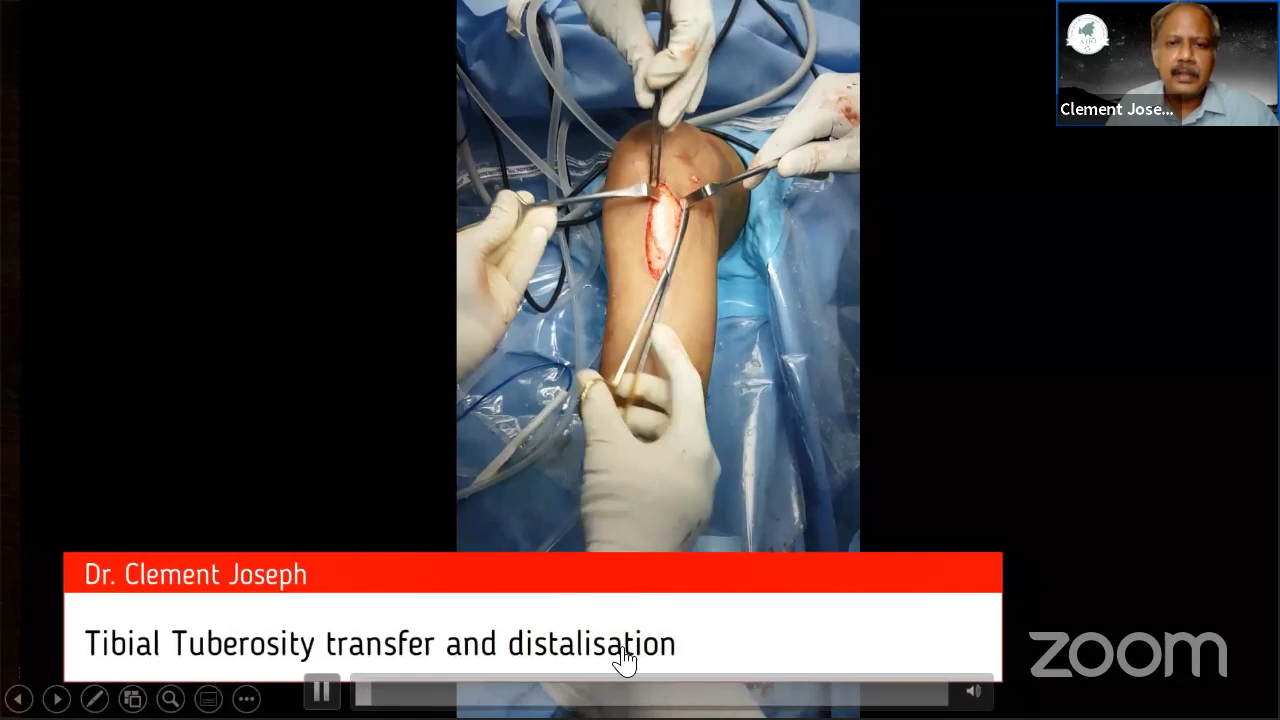 Clement Jose...
Dr. Clement Joseph
Tibial Tuberosity transfer and distalisation
zoom